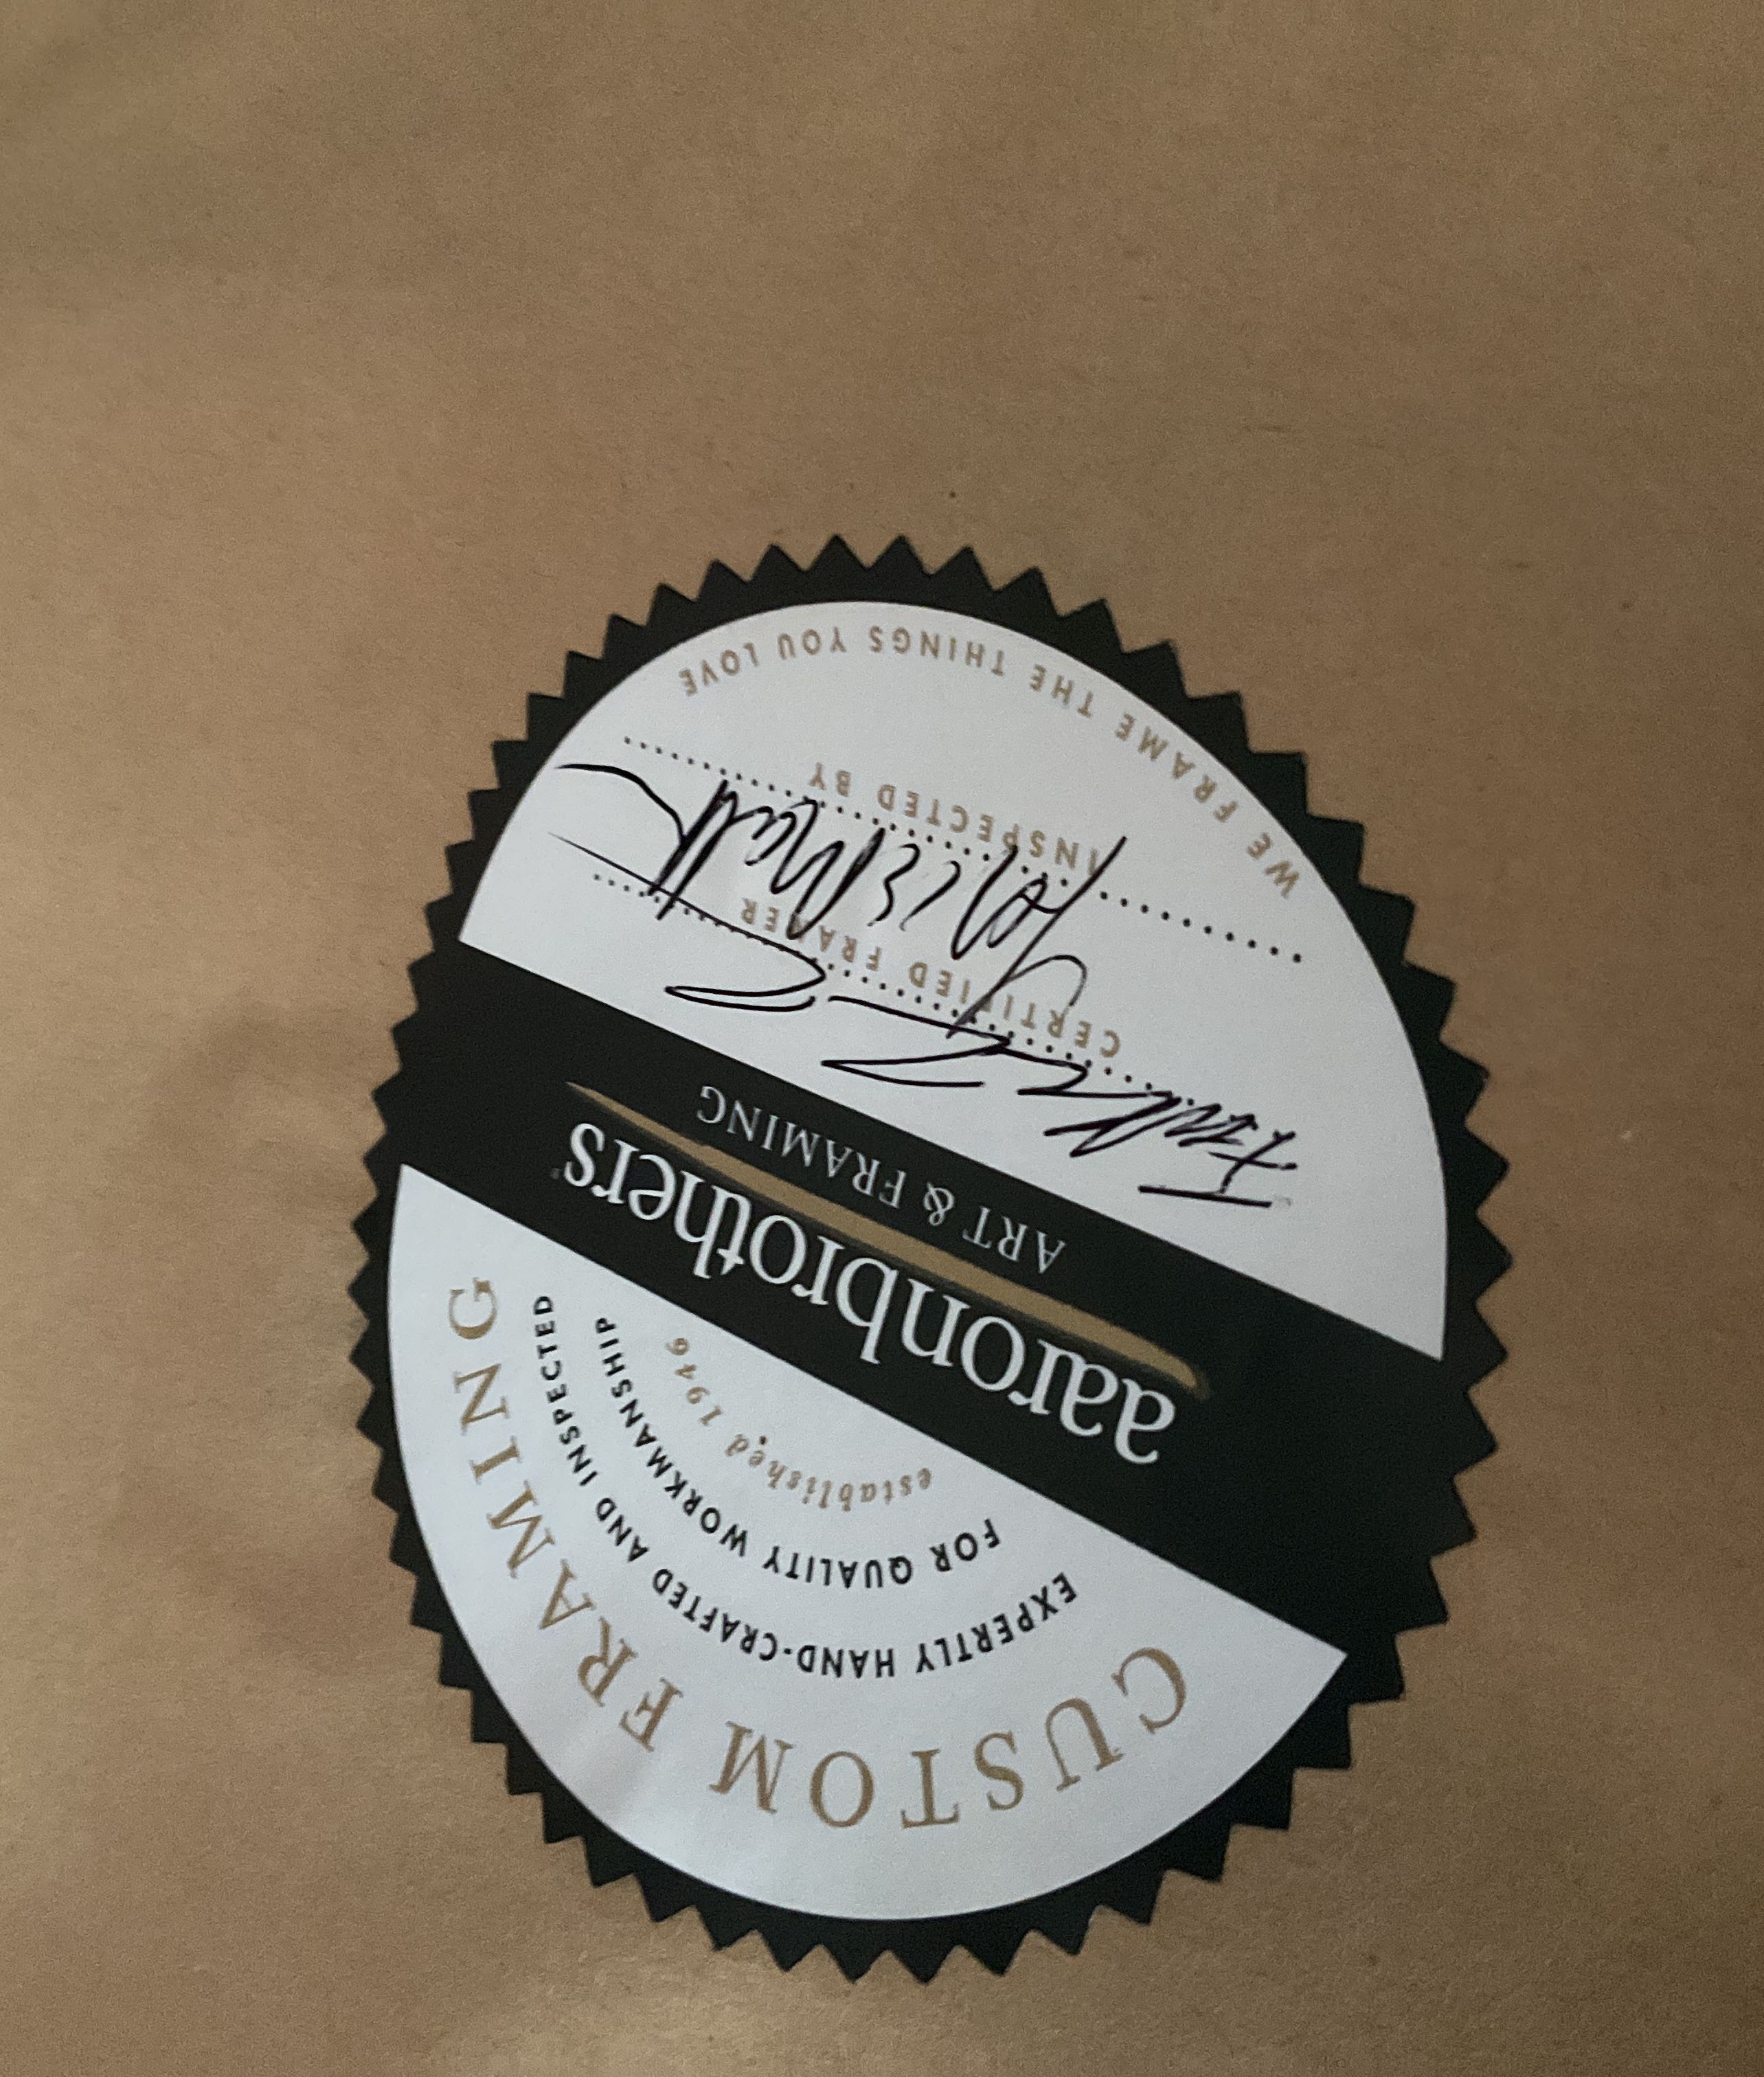 CUSTOM FRAMING
EXPERTLY HAND-CRAFTED AND INSPECTED
FOR QUALITY WORKMANSHIP
established 1946
aaronbrothers
ART & FRAMING
CERTIFIED FRAMER
INSPECTED BY
WE FRAME THE THINGS YOU LOVE